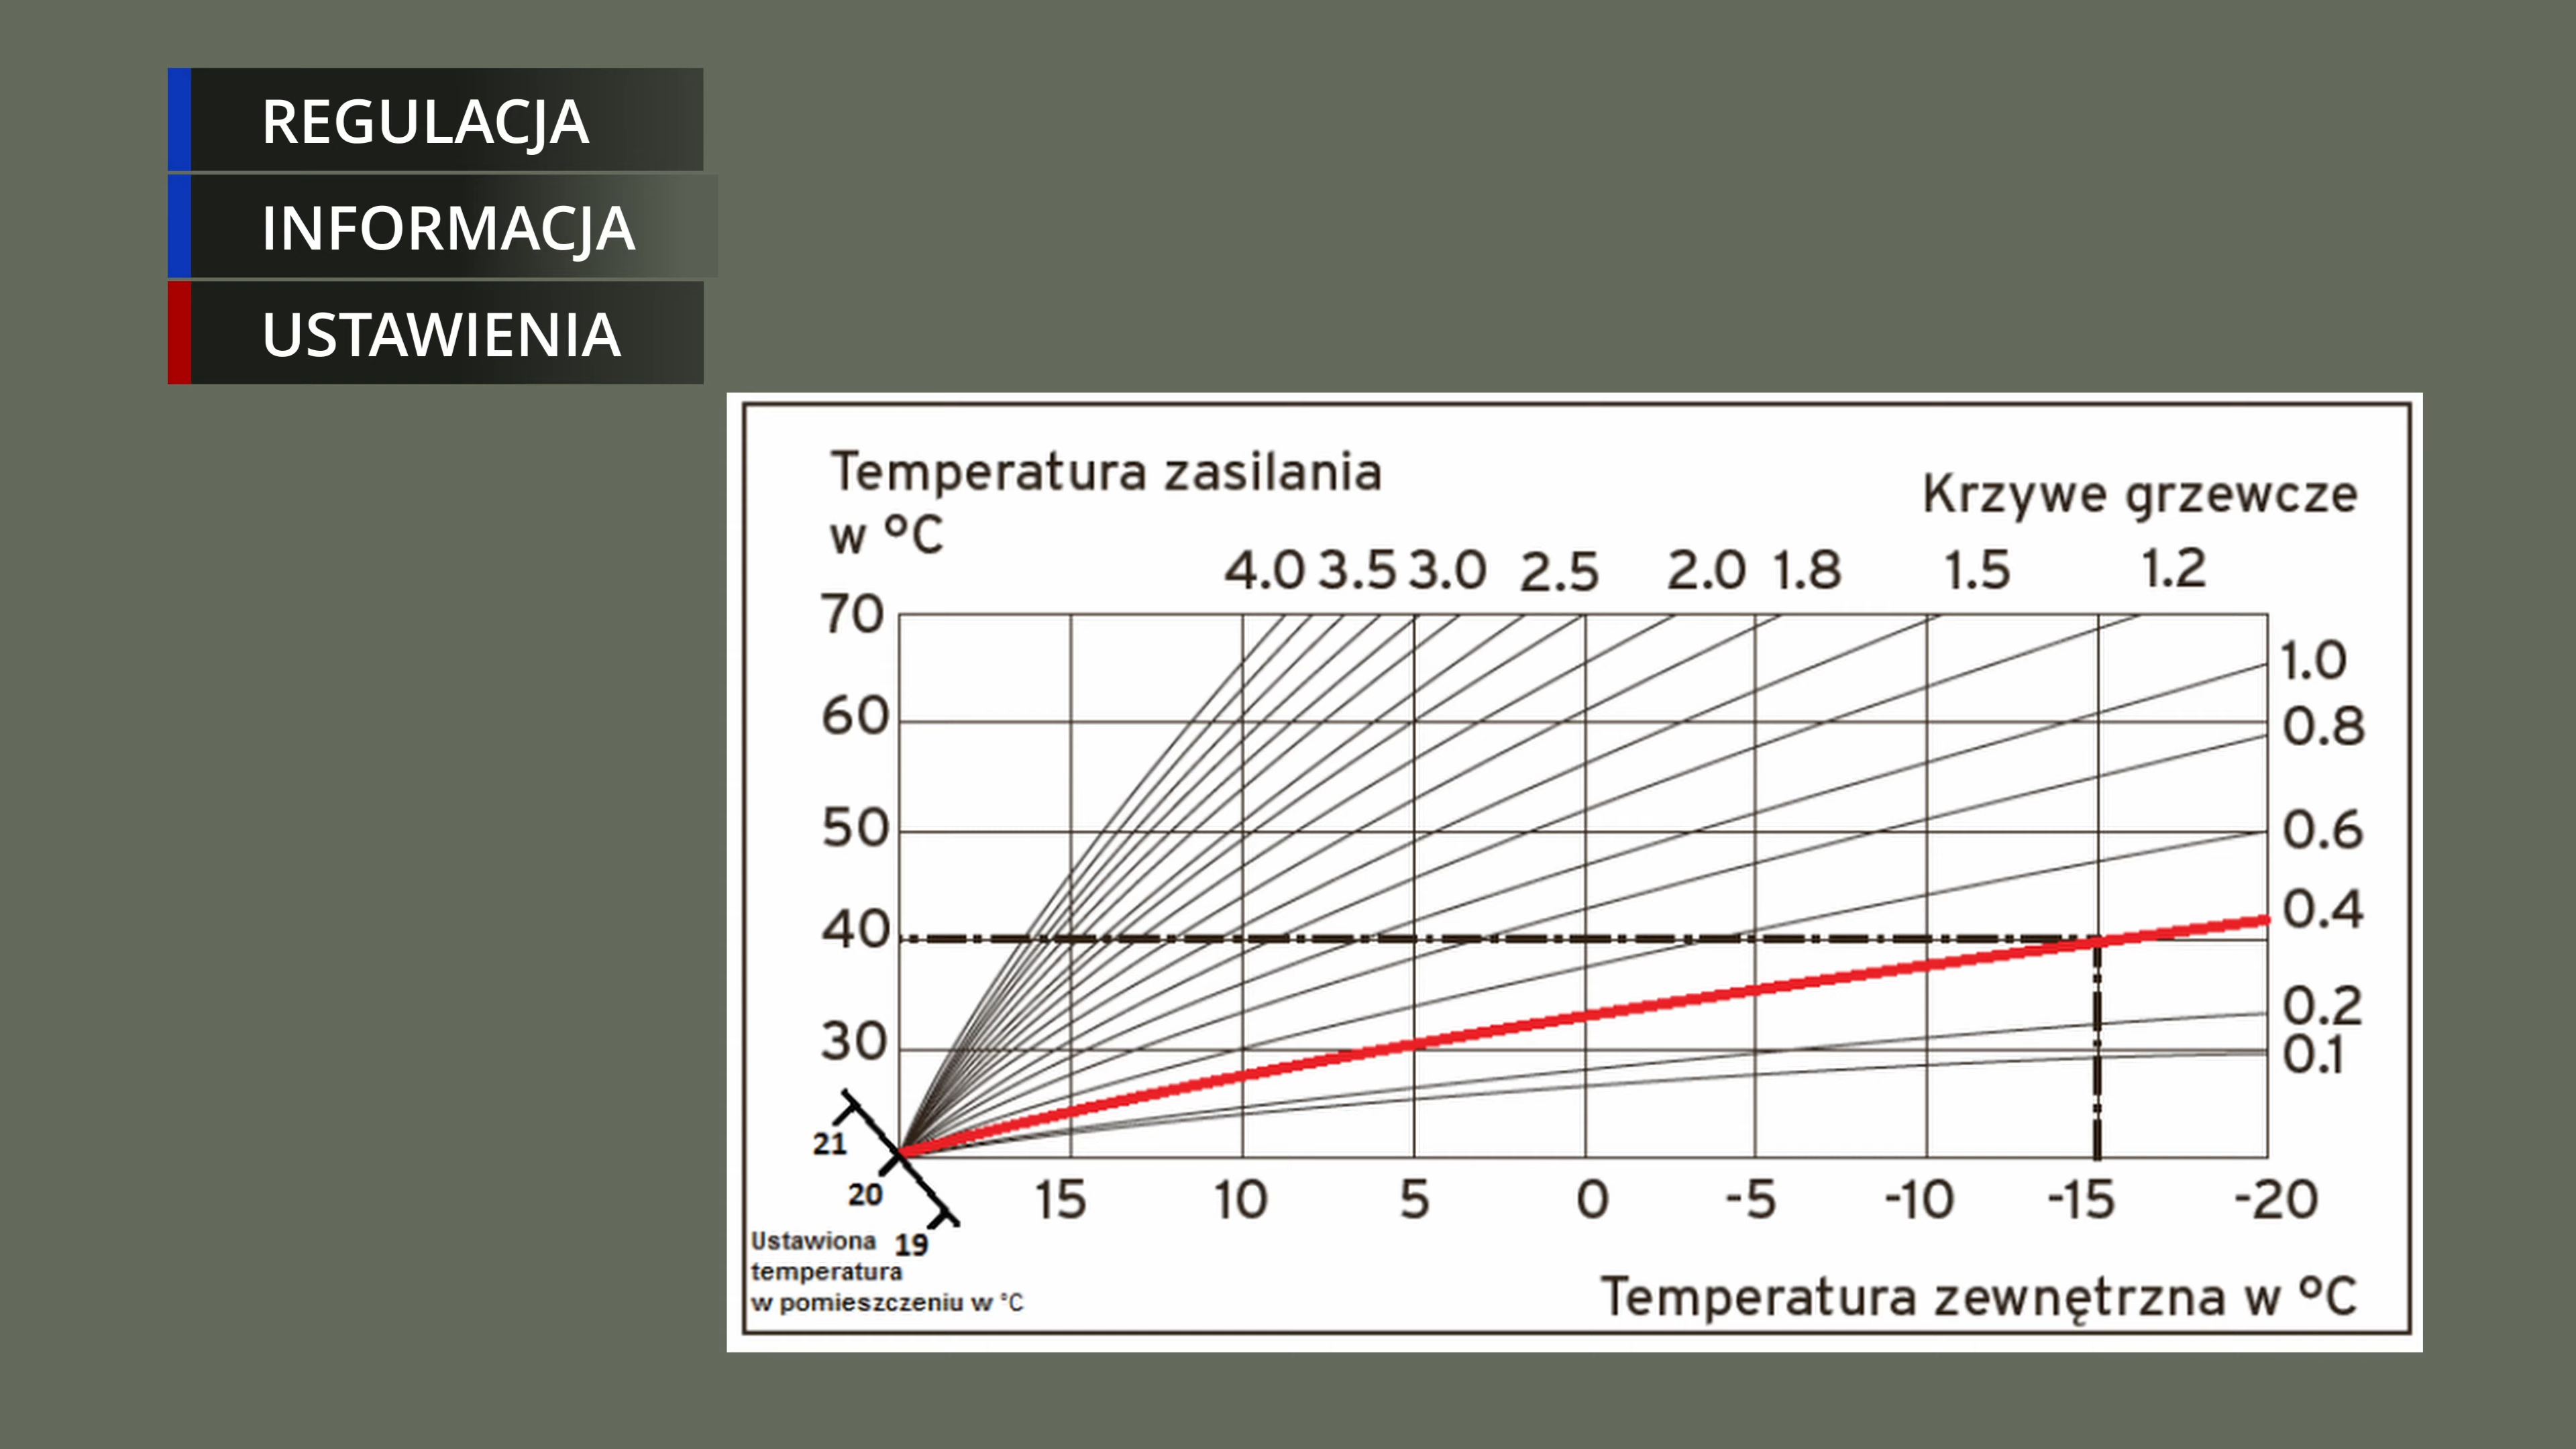 REGULACJA
INFORMACJA
USTAWIENIA
Temperatura zasilania
w °C
Krzywe grzewcze
4.0 3.5 3.0 2.5 2.0 1.8 1.5 1.2
70
1.0
60
0.8
50
0.6
40
0.4
30
0.2
0.1
21
20
19
15 10 5 0 -5 -10 -15 -20
Ustawiona
temperatura
w pomieszczeniu w °C
Temperatura zewnętrzna w °C